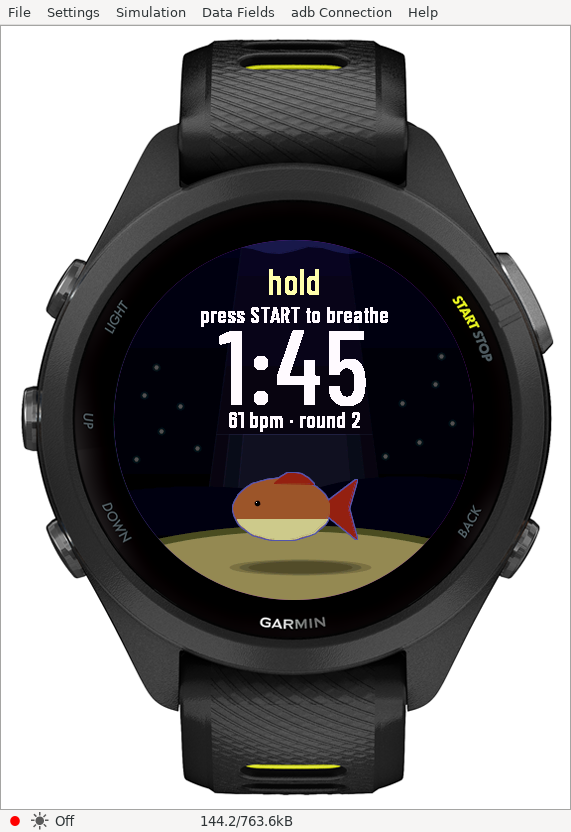 File Settings Simulation Data Fields adb Connection Help
hold
press START to breathe
1:45
61 bpm · round 2
LIGHT
START STOP
UP
DOWN
BACK
GARMIN
Off 144.2/763.6kB